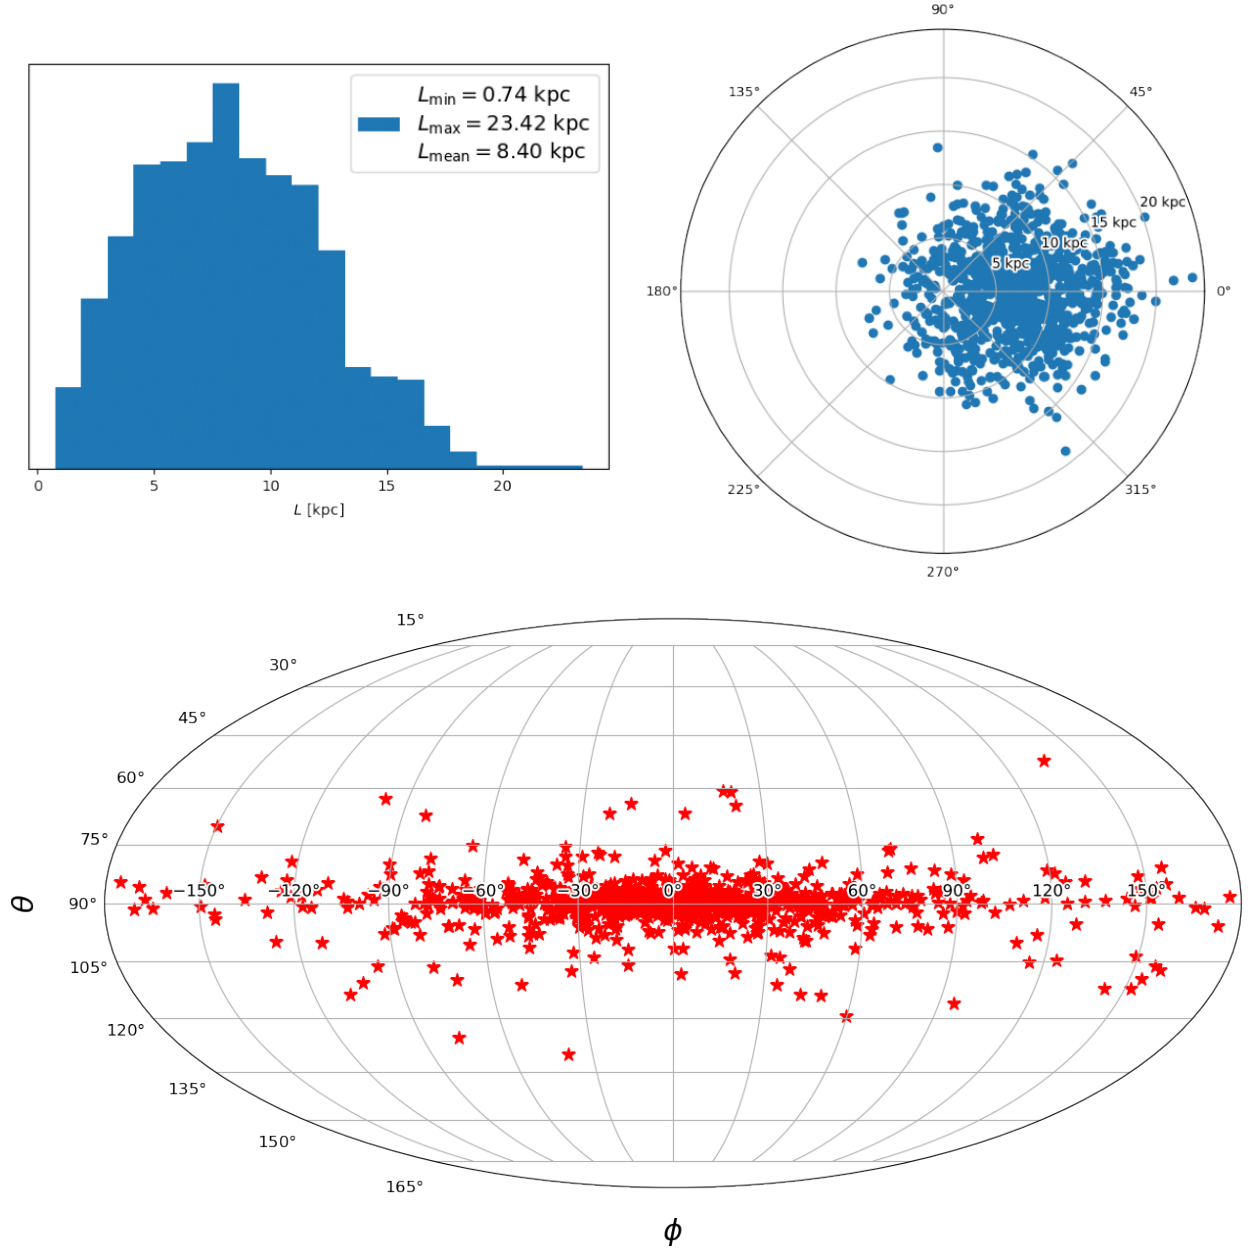 L_min = 0.74 kpc
L_max = 23.42 kpc
L_mean = 8.40 kpc
0 5 10 15 20
L [kpc]
90°
135° 45°
20 kpc
15 kpc
10 kpc
5 kpc
180° 0°
225° 315°
270°
15°
30°
45°
60°
75°
−150° −120° −90° −60° −30° 0° 30° 60° 90° 120° 150°
θ 90°
105°
120°
135°
150°
165°
ϕ